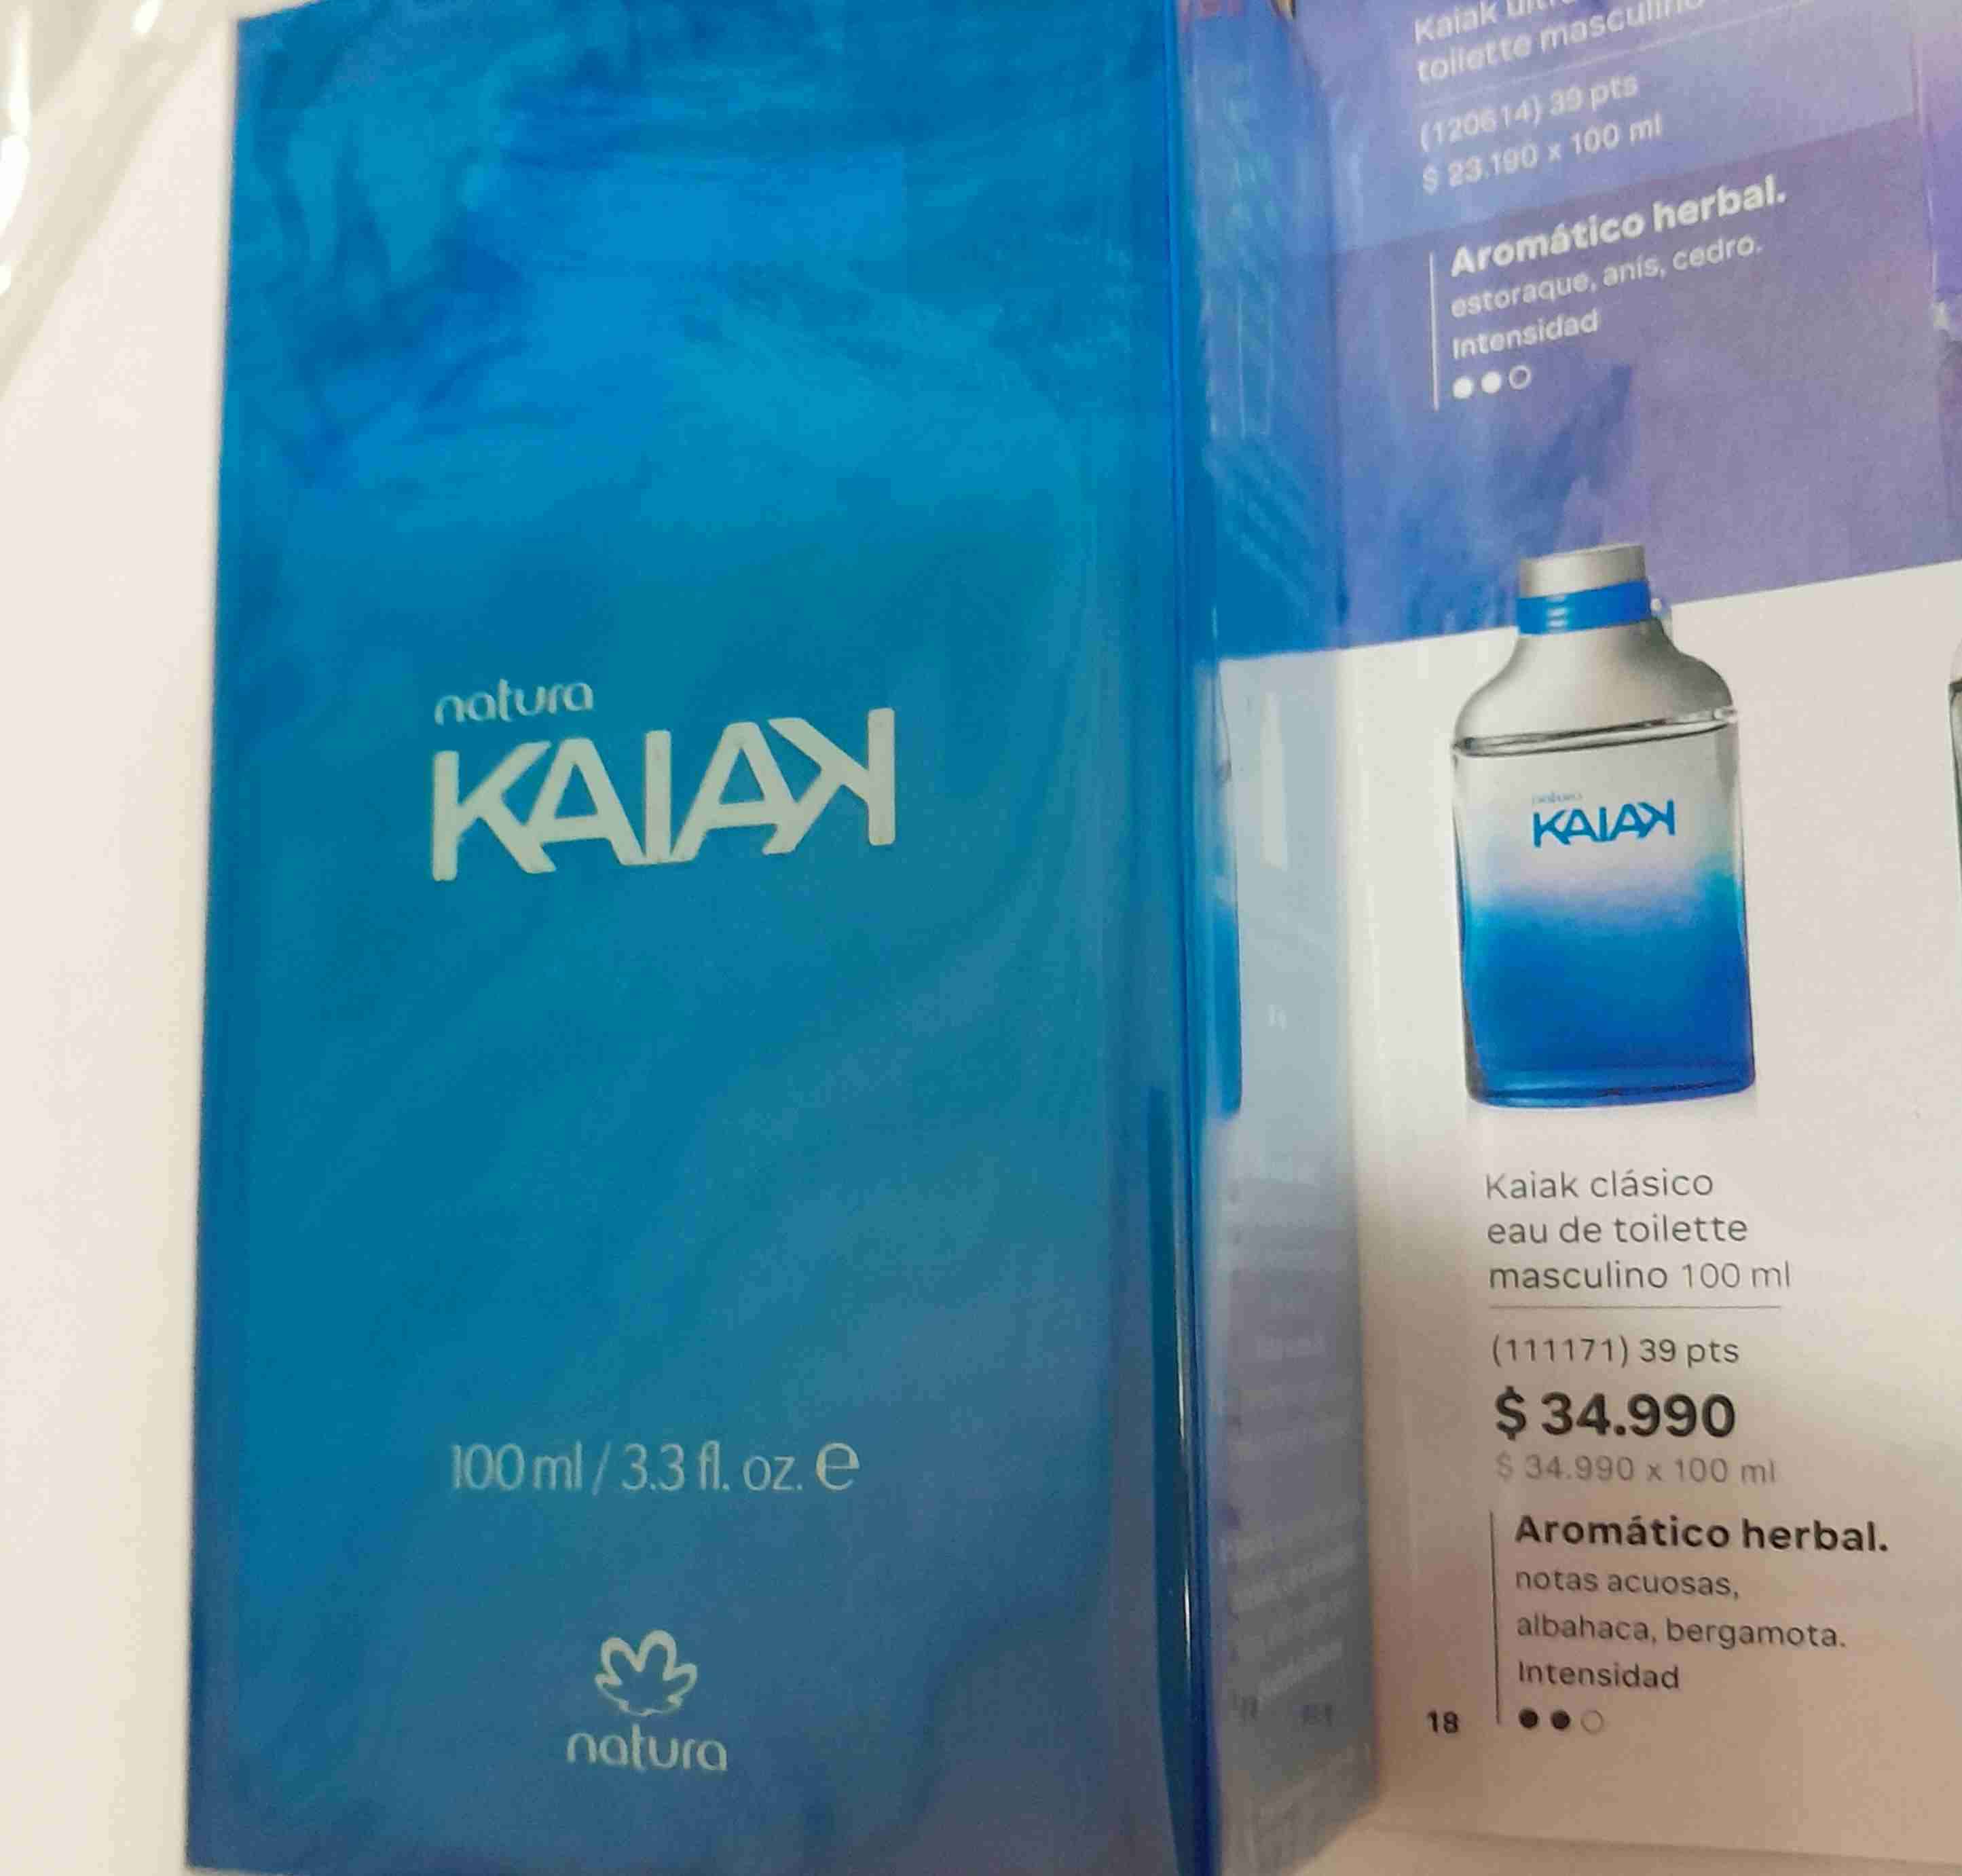 natura
KAIAK
100 ml / 3.3 fl. oz. e
natura
Kaiak
toilette masculino
(120614) 39 pts
$ 23.190 x 100 ml
Aromático herbal.
estoraque, anís, cedro.
Intensidad
natura
KAIAK
Kaiak clásico
eau de toilette
masculino 100 ml
(111171) 39 pts
$ 34.990
$ 34.990 x 100 ml
Aromático herbal.
notas acuosas,
albahaca, bergamota.
Intensidad
18